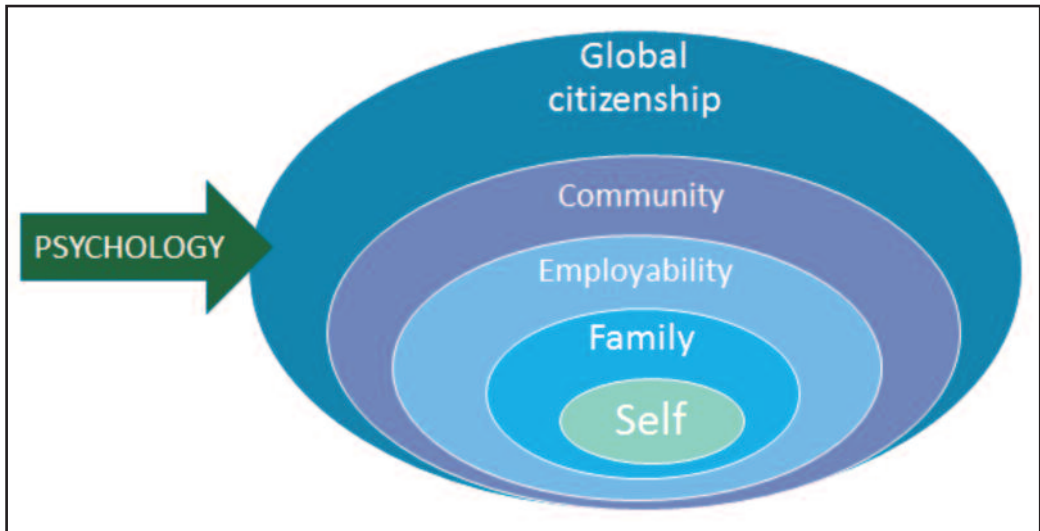 Global
citizenship
Community
PSYCHOLOGY
Employability
Family
Self